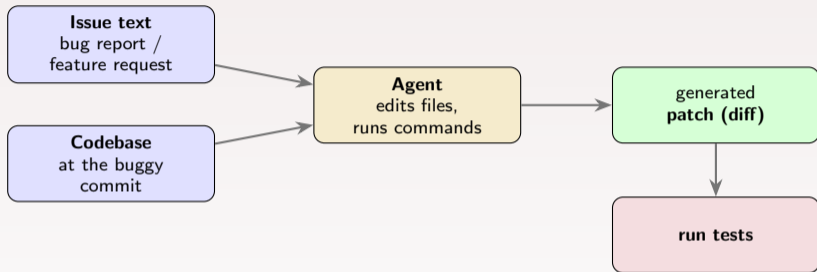 Issue text
bug report /
feature request
Codebase
at the buggy
commit
Agent
edits files,
runs commands
generated
patch (diff)
run tests